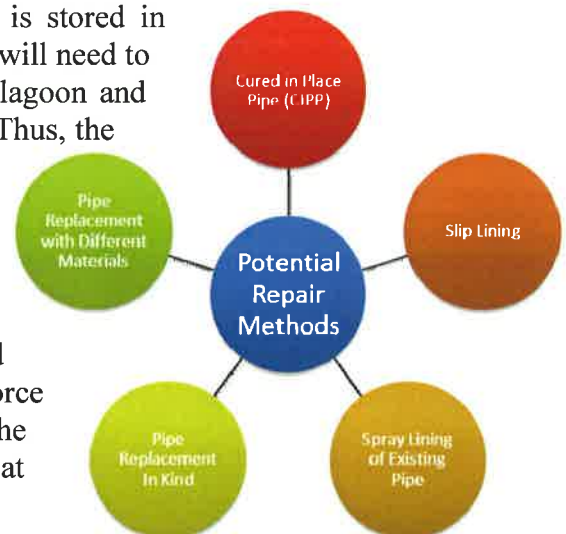 is stored in
will need to
lagoon and
Thus, the
orce
he
at
Cured in Place
Pipe (CIPP)
Slip Lining
Spray Lining
of Existing
Pipe
Pipe
Replacement
In Kind
Pipe
Replacement
with Different
Materials
Potential
Repair
Methods